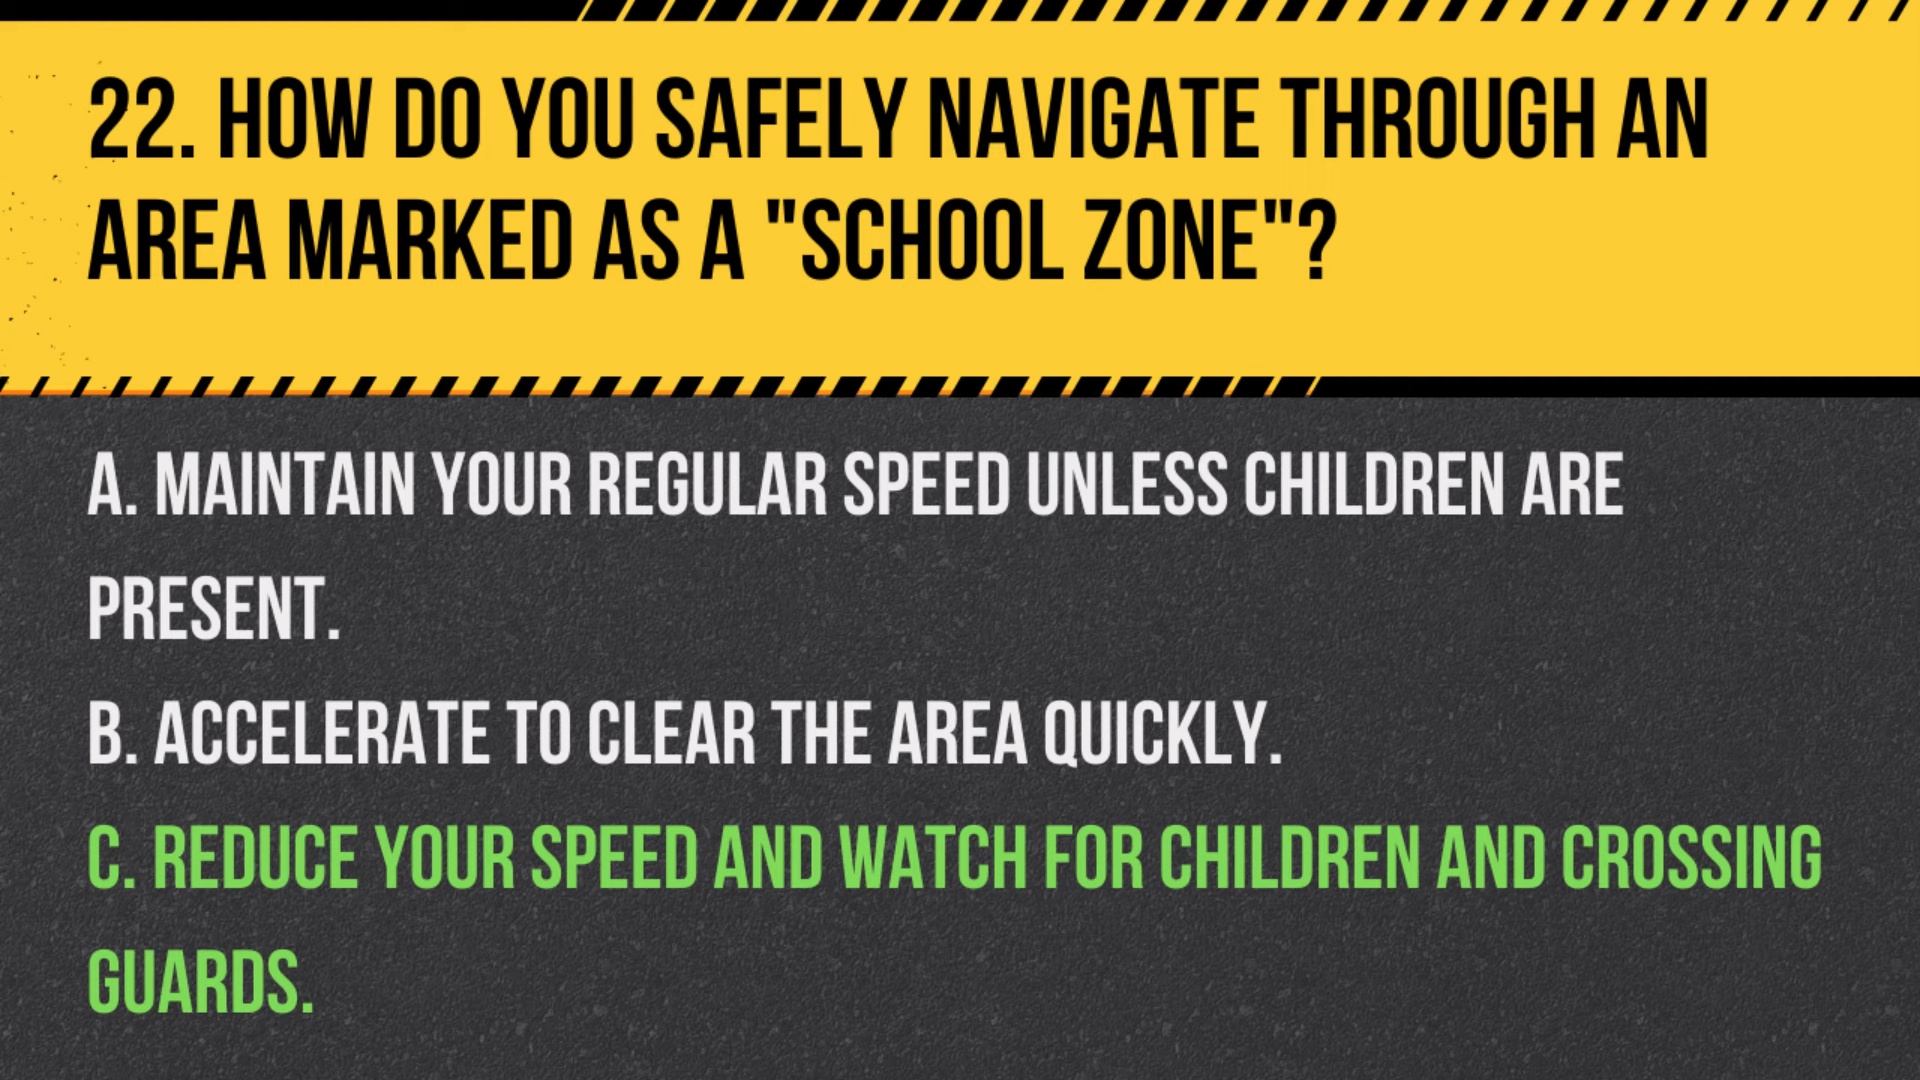 22. HOW DO YOU SAFELY NAVIGATE THROUGH AN
AREA MARKED AS A "SCHOOL ZONE"?
A. MAINTAIN YOUR REGULAR SPEED UNLESS CHILDREN ARE
PRESENT.
B. ACCELERATE TO CLEAR THE AREA QUICKLY.
C. REDUCE YOUR SPEED AND WATCH FOR CHILDREN AND CROSSING
GUARDS.